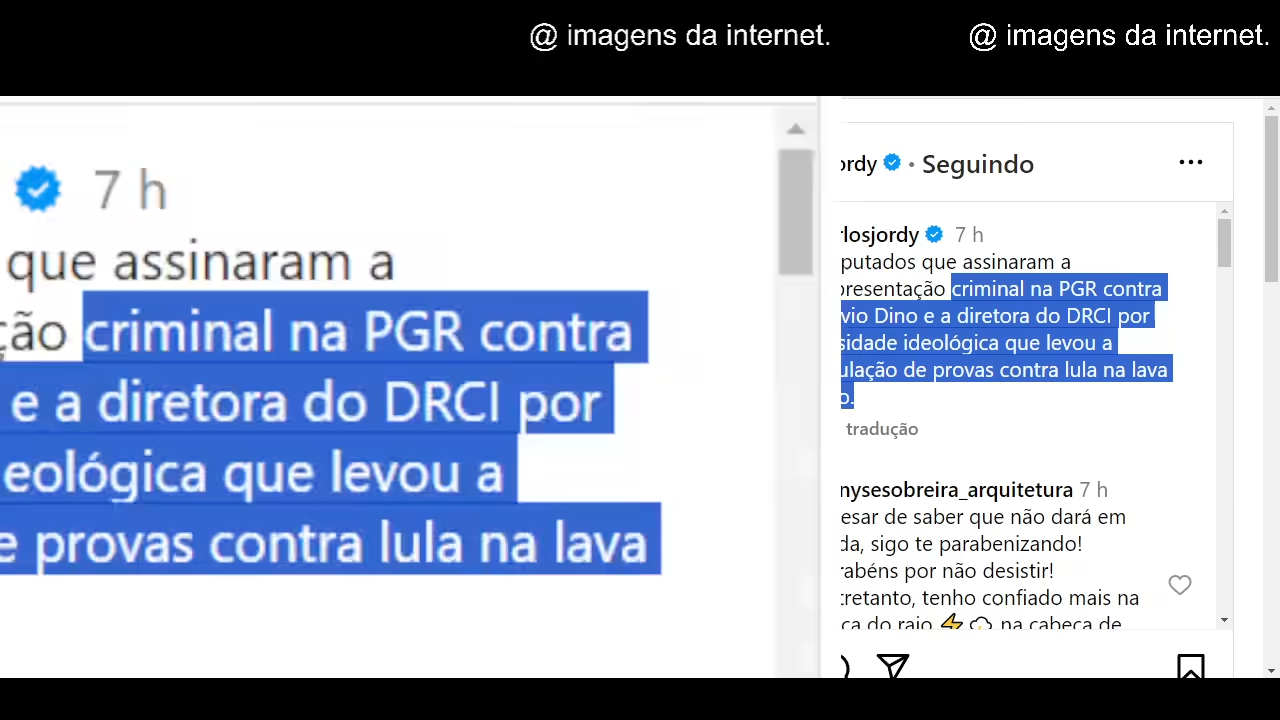 @ imagens da internet.
@ imagens da internet.
7 h
que assinaram a
ção criminal na PGR contra
e a diretora do DRCI por
eológica que levou a
e provas contra lula na lava
ordy • Seguindo
rlosjordy 7 h
putados que assinaram a
presentação criminal na PGR contra
vio Dino e a diretora do DRCI por
sidade ideológica que levou a
ulação de provas contra lula na lava
o.
tradução
nysesobreira_arquitetura 7 h
esar de saber que não dará em
da, sigo te parabenizando!
rabéns por não desistir!
tretanto, tenho confiado mais na
ca do raio ⚡🌩 na cabeça de